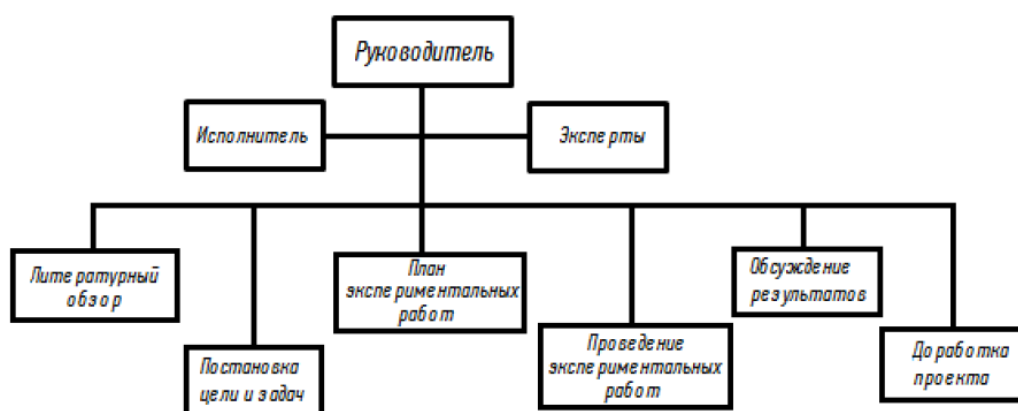 Руководитель
Исполнитель
Эксперты
Литературный
обзор
Постановка
цели и задач
План
экспериментальных
работ
Проведение
экспериментальных
работ
Обсуждение
результатов
Доработка
проекта